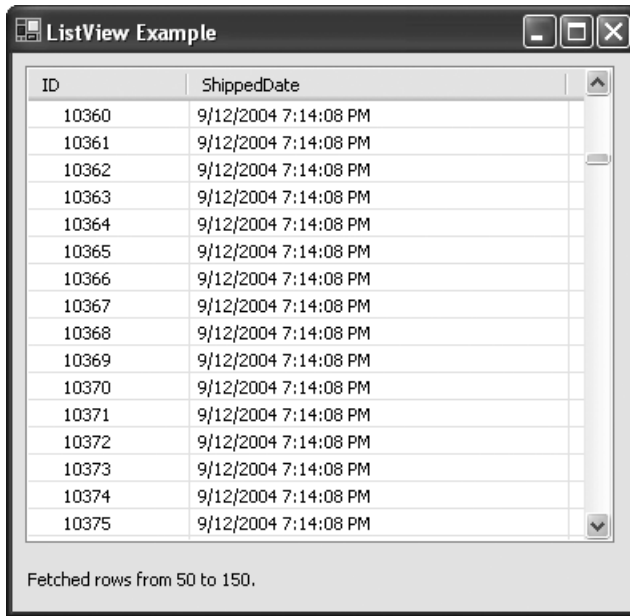 ListView Example
ID ShippedDate
10360 9/12/2004 7:14:08 PM
10361 9/12/2004 7:14:08 PM
10362 9/12/2004 7:14:08 PM
10363 9/12/2004 7:14:08 PM
10364 9/12/2004 7:14:08 PM
10365 9/12/2004 7:14:08 PM
10366 9/12/2004 7:14:08 PM
10367 9/12/2004 7:14:08 PM
10368 9/12/2004 7:14:08 PM
10369 9/12/2004 7:14:08 PM
10370 9/12/2004 7:14:08 PM
10371 9/12/2004 7:14:08 PM
10372 9/12/2004 7:14:08 PM
10373 9/12/2004 7:14:08 PM
10374 9/12/2004 7:14:08 PM
10375 9/12/2004 7:14:08 PM
Fetched rows from 50 to 150.